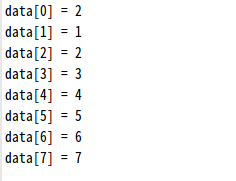 data[0] = 2
data[1] = 1
data[2] = 2
data[3] = 3
data[4] = 4
data[5] = 5
data[6] = 6
data[7] = 7